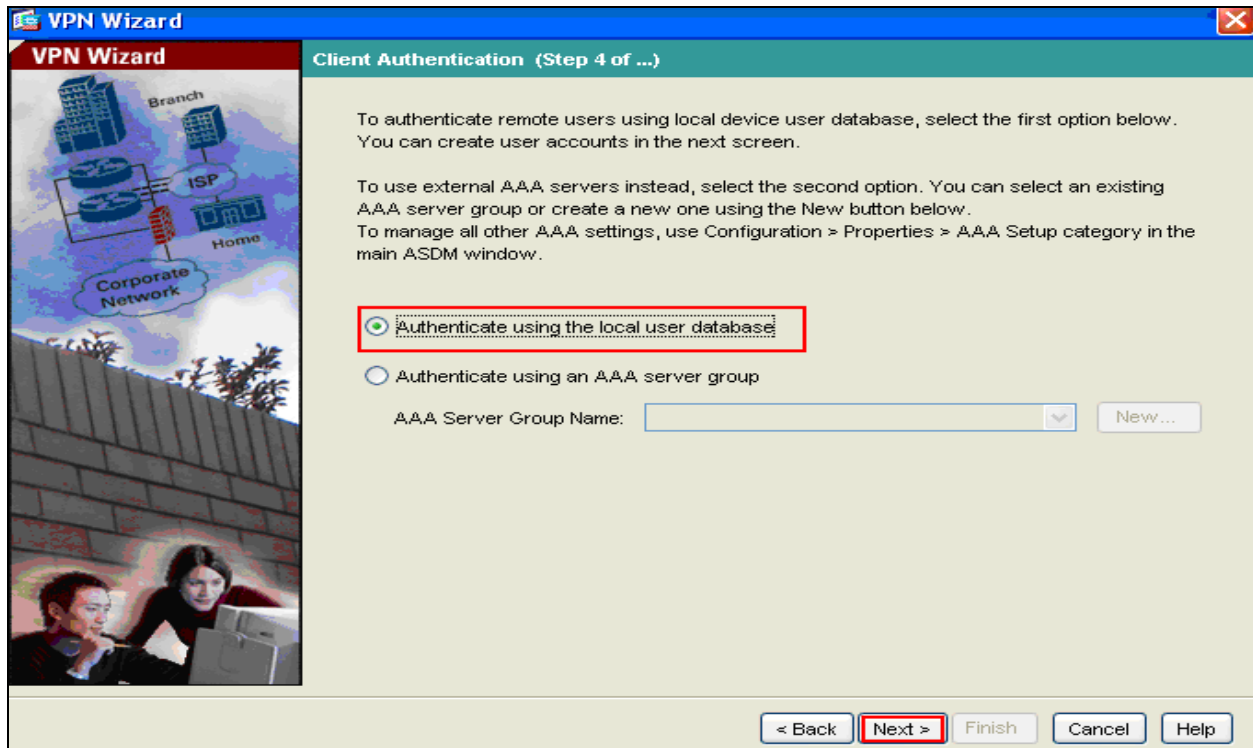 VPN Wizard
VPN Wizard
Client Authentication (Step 4 of ...)
Branch
ISP
Home
Corporate
Network
To authenticate remote users using local device user database, select the first option below.
You can create user accounts in the next screen.
To use external AAA servers instead, select the second option. You can select an existing
AAA server group or create a new one using the New button below.
To manage all other AAA settings, use Configuration > Properties > AAA Setup category in the
main ASDM window.
Authenticate using the local user database
Authenticate using an AAA server group
AAA Server Group Name:
New...
< Back
Next >
Finish
Cancel
Help